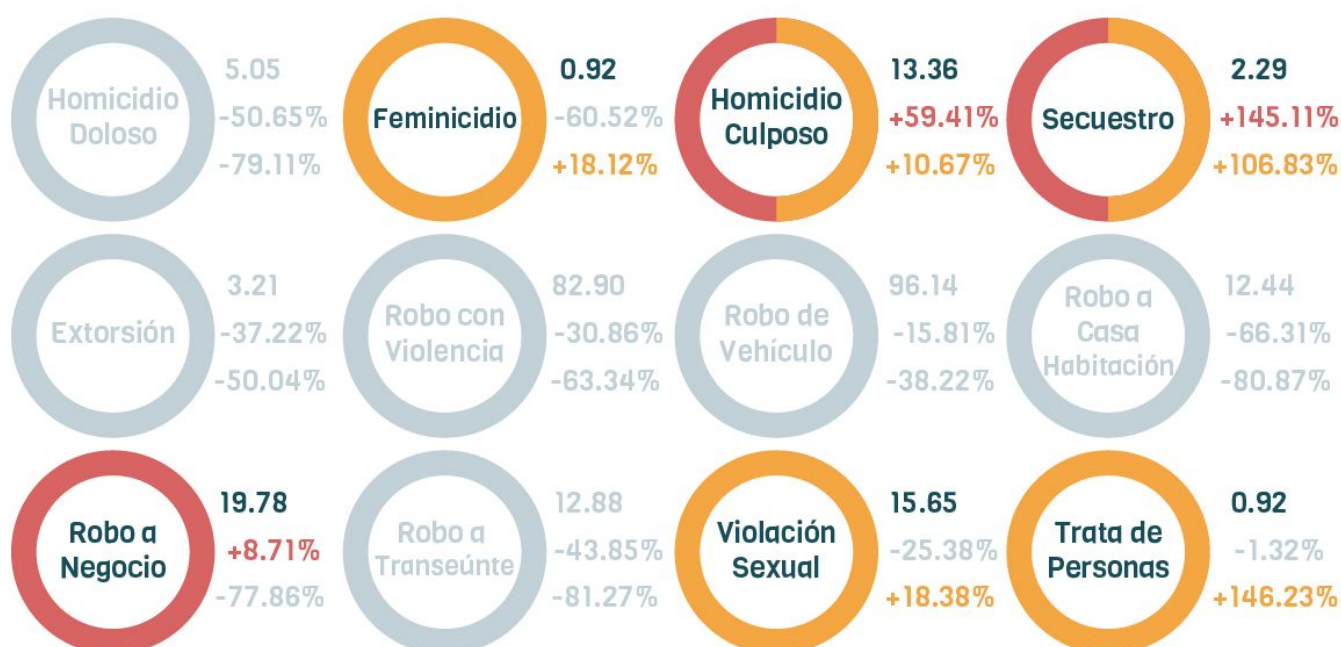 Homicidio
Doloso
5.05
-50.65%
-79.11%
Feminicidio
0.92
-60.52%
+18.12%
Homicidio
Culposo
13.36
+59.41%
+10.67%
Secuestro
2.29
+145.11%
+106.83%
Extorsión
3.21
-37.22%
-50.04%
Robo con
Violencia
82.90
-30.86%
-63.34%
Robo de
Vehículo
96.14
-15.81%
-38.22%
Robo a
Casa
Habitación
12.44
-66.31%
-80.87%
Robo a
Negocio
19.78
+8.71%
-77.86%
Robo a
Transeúnte
12.88
-43.85%
-81.27%
Violación
Sexual
15.65
-25.38%
+18.38%
Trata de
Personas
0.92
-1.32%
+146.23%